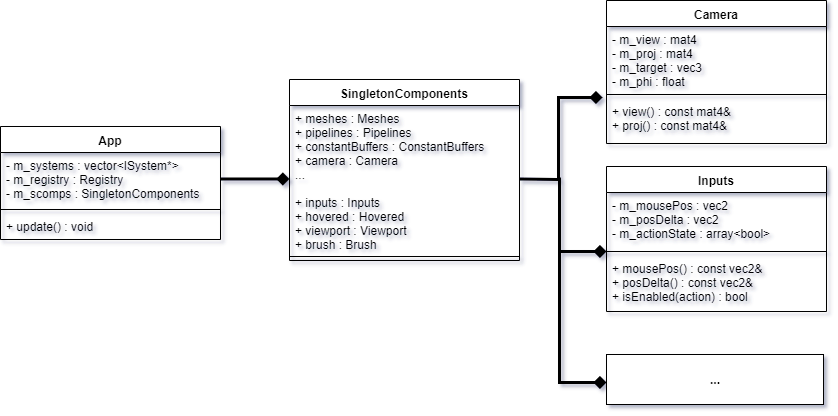 App
- m_systems : vector<ISystem*>
- m_registry : Registry
- m_scomps : SingletonComponents
+ update() : void
SingletonComponents
+ meshes : Meshes
+ pipelines : Pipelines
+ constantBuffers : ConstantBuffers
+ camera : Camera
...
+ inputs : Inputs
+ hovered : Hovered
+ viewport : Viewport
+ brush : Brush
Camera
- m_view : mat4
- m_proj : mat4
- m_target : vec3
- m_phi : float
+ view() : const mat4&
+ proj() : const mat4&
Inputs
- m_mousePos : vec2
- m_posDelta : vec2
- m_actionState : array<bool>
+ mousePos() : const vec2&
+ posDelta() : const vec2&
+ isEnabled(action) : bool
...